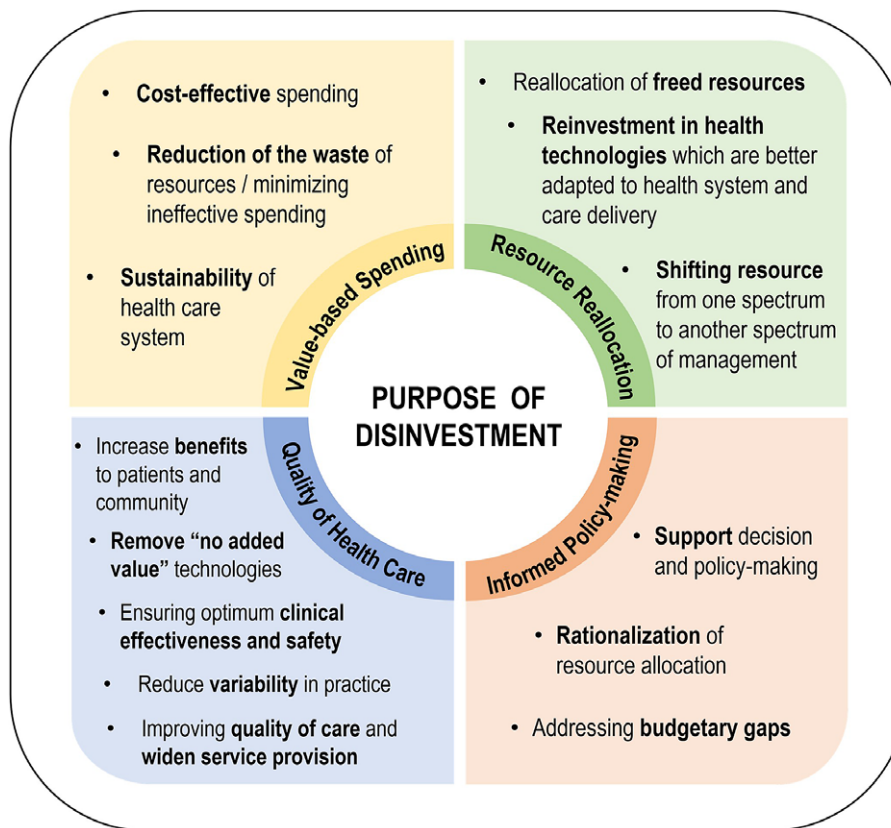 • Cost-effective spending
• Reduction of the waste of
resources / minimizing
ineffective spending
• Sustainability of
health care
system
Value-based Spending
• Reallocation of freed resources
• Reinvestment in health
technologies which are better
adapted to health system and
care delivery
• Shifting resource
from one spectrum
to another spectrum
of management
Resource Reallocation
PURPOSE OF
DISINVESTMENT
• Increase benefits
to patients and
community
• Remove “no added
value” technologies
• Ensuring optimum clinical
effectiveness and safety
• Reduce variability in practice
• Improving quality of care and
widen service provision
Quality of Health Care
Informed Policy-making
• Support decision
and policy-making
• Rationalization of
resource allocation
• Addressing budgetary gaps